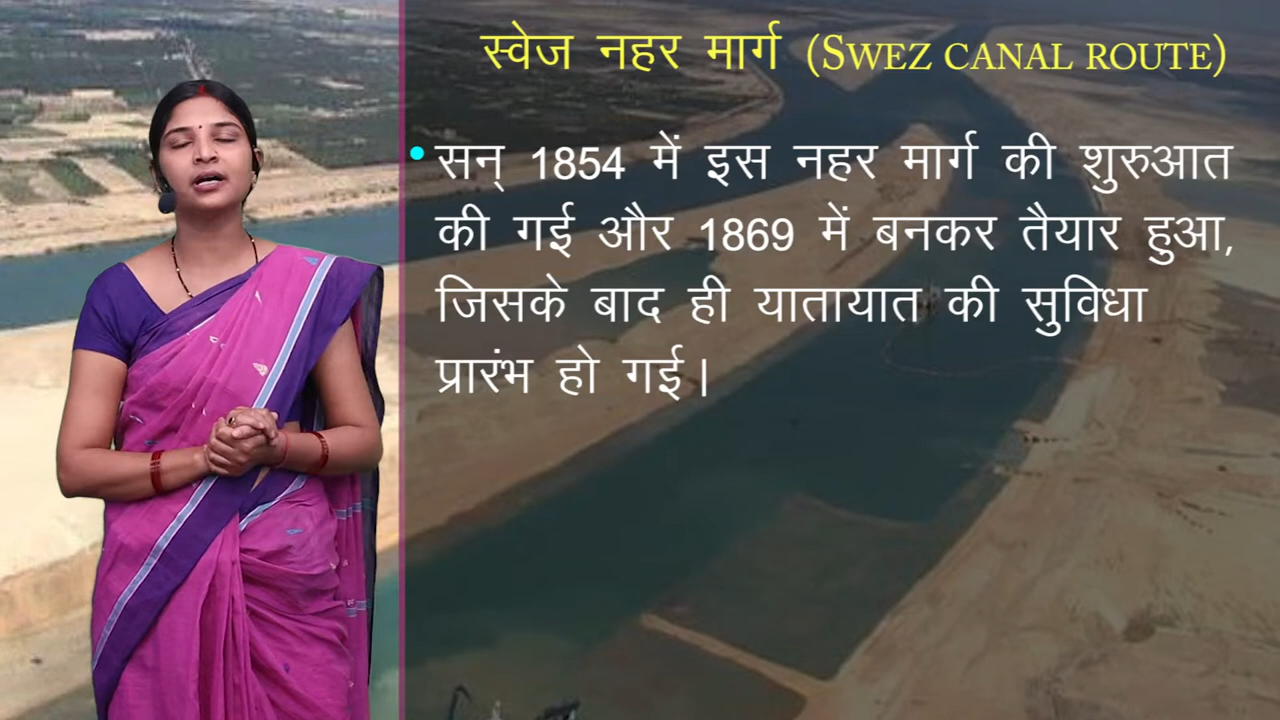 स्वेज नहर मार्ग (SWEZ CANAL ROUTE)
• सन् 1854 में इस नहर मार्ग की शुरुआत
की गई और 1869 में बनकर तैयार हुआ,
जिसके बाद ही यातायात की सुविधा
प्रारंभ हो गई।